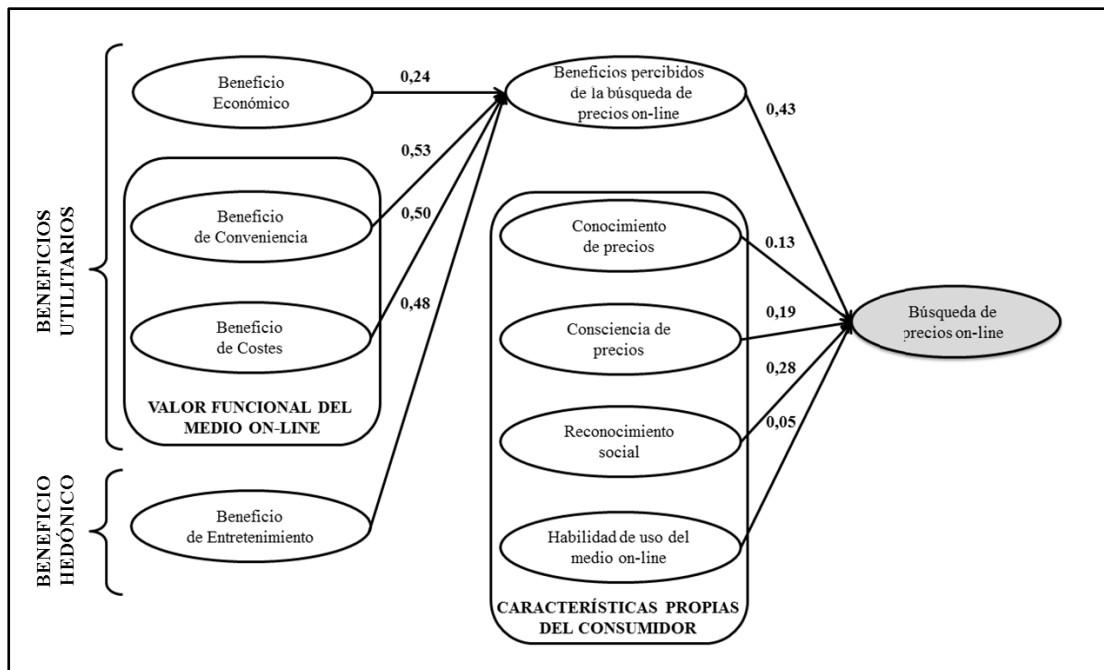 BENEFICIOS
UTILITARIOS
Beneficio
Económico
0,24
Beneficio
de Conveniencia
0,53
Beneficio
de Costes
0,50
VALOR FUNCIONAL DEL
MEDIO ON-LINE
BENEFICIO
HEDÓNICO
Beneficio
de Entretenimiento
0,48
Beneficios percibidos
de la búsqueda de
precios on-line
0,43
Conocimiento
de precios
0.13
Consciencia de
precios
0,19
Reconocimiento
social
0,28
Habilidad de uso del
medio on-line
0,05
CARACTERÍSTICAS PROPIAS
DEL CONSUMIDOR
Búsqueda de
precios on-line